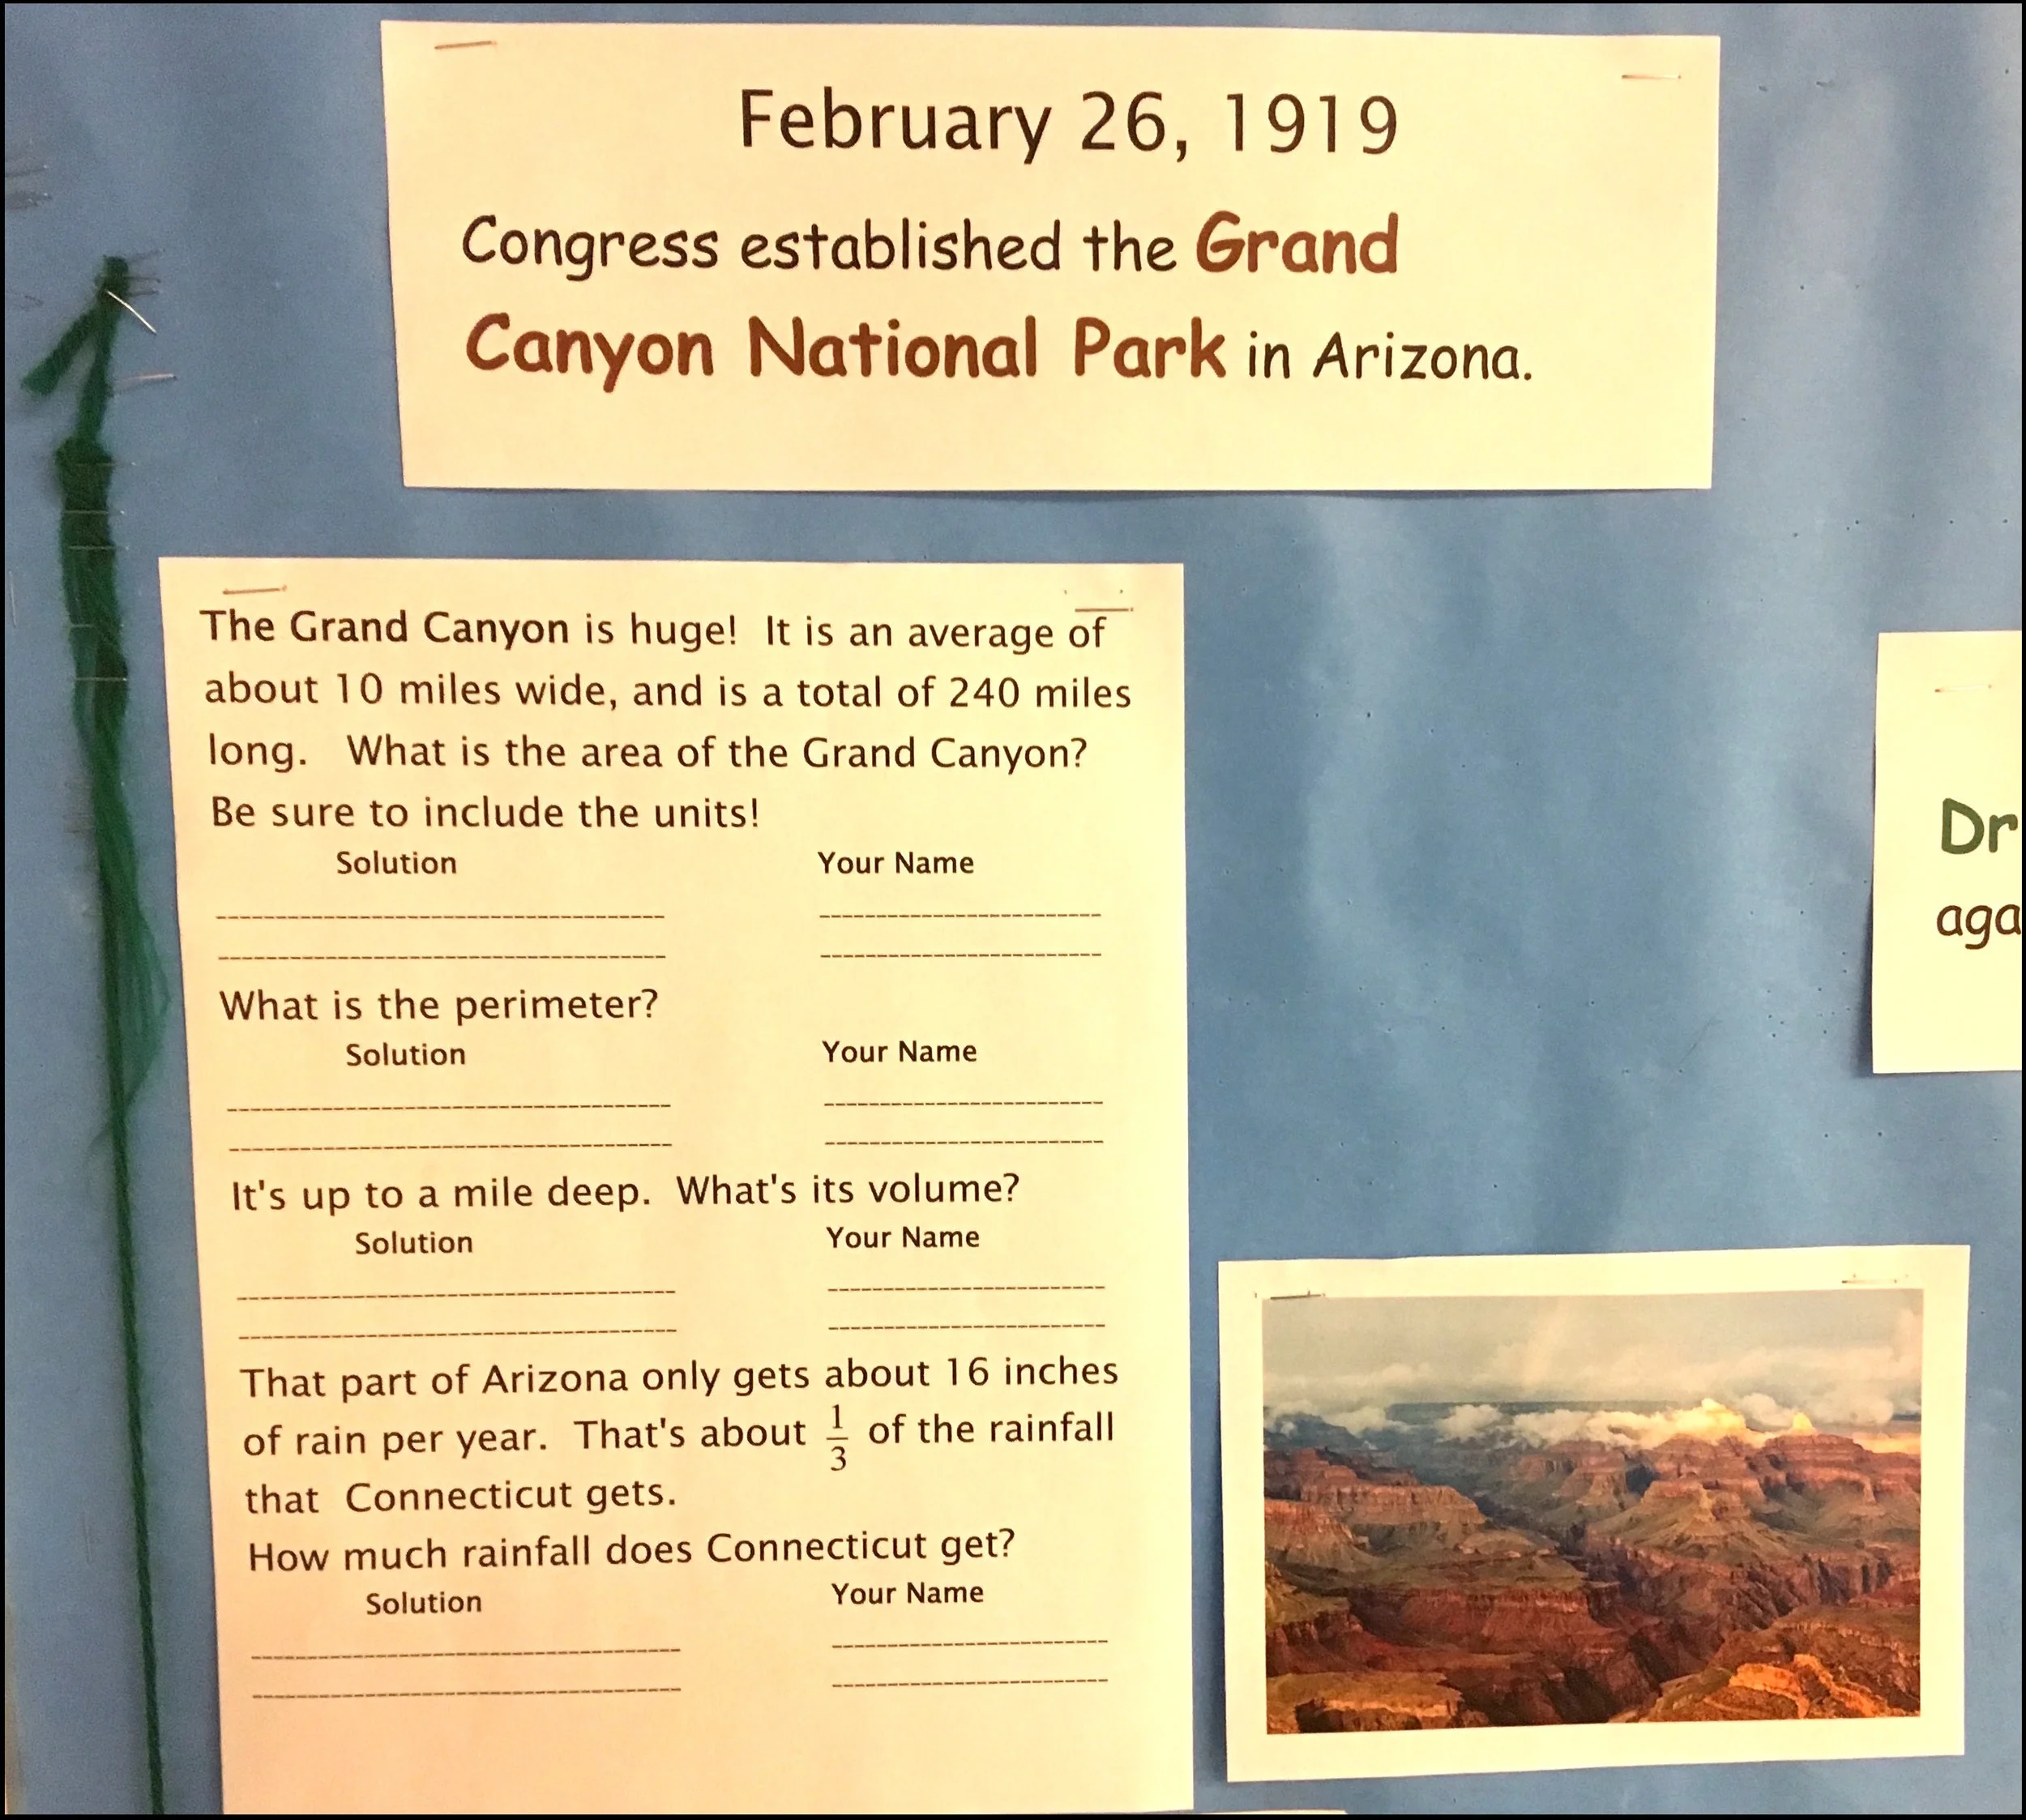 February 26, 1919
Congress established the Grand
Canyon National Park in Arizona.
The Grand Canyon is huge! It is an average of
about 10 miles wide, and is a total of 240 miles
long. What is the area of the Grand Canyon?
Be sure to include the units!
Solution Your Name
What is the perimeter?
Solution Your Name
It's up to a mile deep. What's its volume?
Solution Your Name
That part of Arizona only gets about 16 inches
of rain per year. That's about 1/3 of the rainfall
that Connecticut gets.
How much rainfall does Connecticut get?
Solution Your Name
Dr
aga